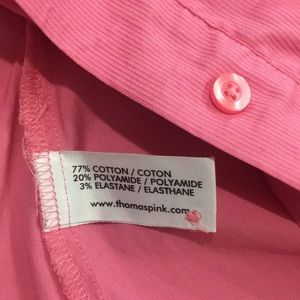 77% COTTON / COTON
20% POLYAMIDE / POLYAMIDE
3% ELASTANE / ELASTHANE
www.thomaspink.com